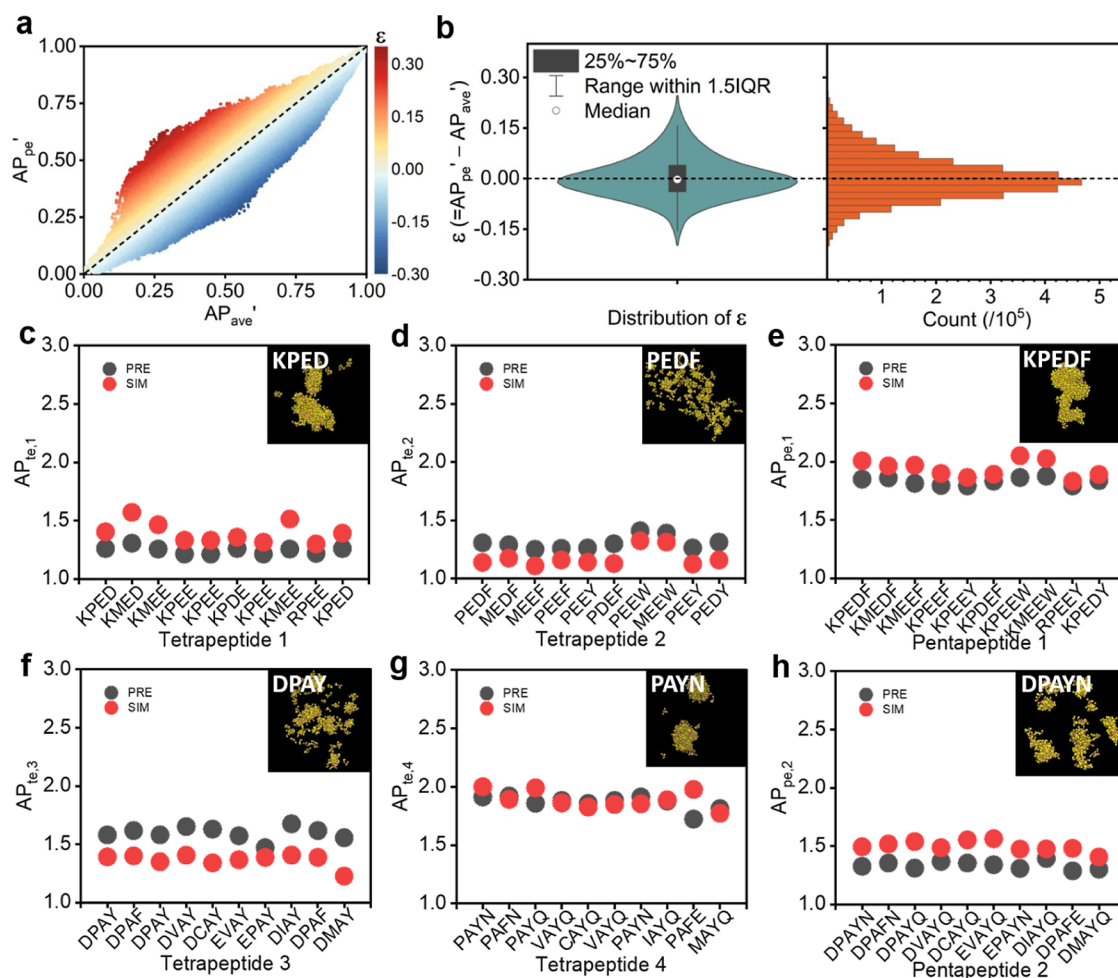 a
1.00
0.75
0.50
0.25
0.00
APpe'
0.00 0.25 0.50 0.75 1.00
APave'
ε
0.30
0.15
0.00
-0.15
-0.30
b
25%~75%
Range within 1.5IQR
Median
0.30
0.15
0.00
-0.15
-0.30
ε (=APpe' − APave')
Distribution of ε
1 2 3 4 5
Count (/10⁵)
c
3.0
2.5
2.0
1.5
1.0
APte,1
PRE
SIM
KPED
KPED KMED KMEE KPEE KPEE KPDE KPEE KMEE RPEE KPED
Tetrapeptide 1
d
3.0
2.5
2.0
1.5
1.0
APte,2
PRE
SIM
PEDF
PEDF MEDF MEEF PEEF PEEY PDEF PEEW MEEW PEEY PEDY
Tetrapeptide 2
e
3.0
2.5
2.0
1.5
1.0
APpe,1
PRE
SIM
KPEDF
KPEDF KMEDF KMEEF KPEEF KPEEY KPDEF KPEEW KMEEW RPEEY KPEDY
Pentapeptide 1
f
3.0
2.5
2.0
1.5
1.0
APte,3
PRE
SIM
DPAY
DPAY DPAF DPAY DVAY DCAY EVAY EPAY DIAY DPAF DMAY
Tetrapeptide 3
g
3.0
2.5
2.0
1.5
1.0
APte,4
PRE
SIM
PAYN
PAYN PAFN PAYQ VAYQ CAYQ VAYQ PAYN IAYQ PAFE MAYQ
Tetrapeptide 4
h
3.0
2.5
2.0
1.5
1.0
APpe,2
PRE
SIM
DPAYN
DPAYN DPAFN DPAYQ DVAYQ DCAYQ EVAYQ EPAYN DIAYQ DPAFE DMAYQ
Pentapeptide 2